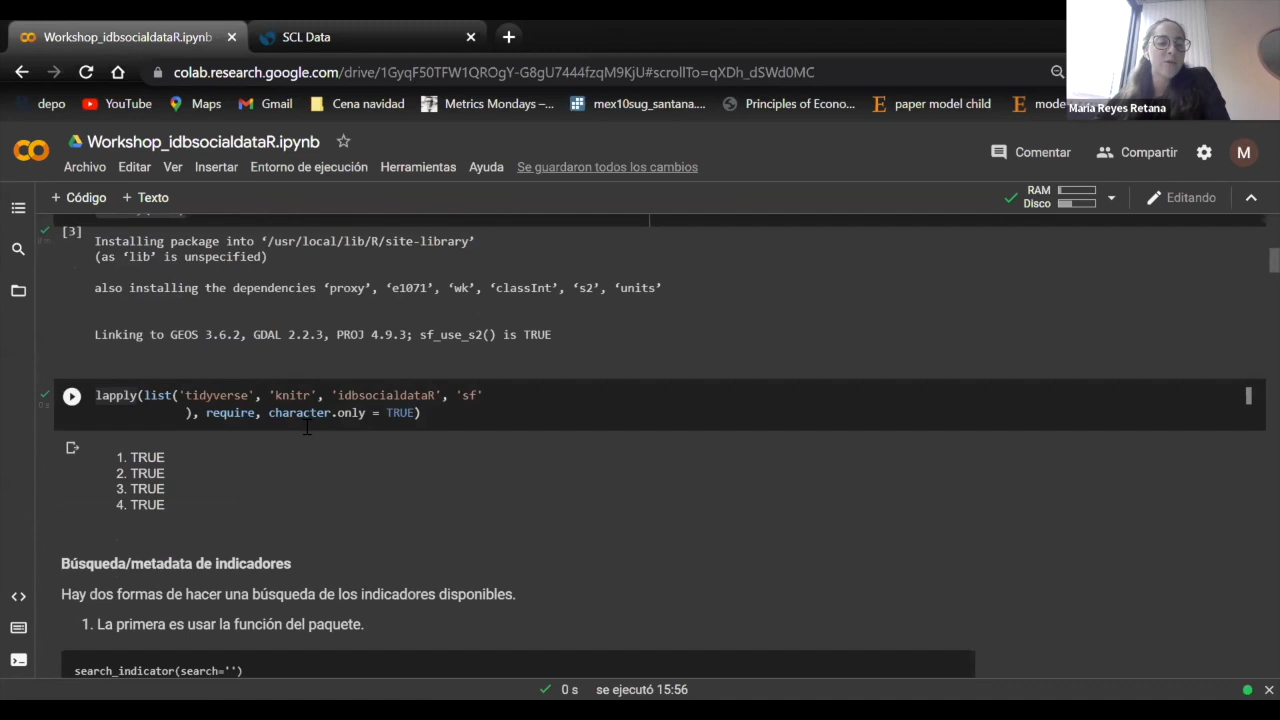 Workshop_idbsocialdataR.ipynb
SCL Data
colab.research.google.com/drive/1GyqF50TFW1QROgY-G8gU7444fzqM9KjU#scrollTo=qXDh_dSWd0MC
depo
YouTube
Maps
Gmail
Cena navidad
Metrics Mondays –...
mex10sug_santana....
Principles of Econo...
paper model child
mode
Maria Reyes Retana
Workshop_idbsocialdataR.ipynb
Comentar
Compartir
M
Archivo Editar Ver Insertar Entorno de ejecución Herramientas Ayuda Se guardaron todos los cambios
+ Código + Texto
RAM
Disco
Editando
[3]
Installing package into ‘/usr/local/lib/R/site-library’
(as ‘lib’ is unspecified)
also installing the dependencies ‘proxy’, ‘e1071’, ‘wk’, ‘classInt’, ‘s2’, ‘units’
Linking to GEOS 3.6.2, GDAL 2.2.3, PROJ 4.9.3; sf_use_s2() is TRUE
lapply(list('tidyverse', 'knitr', 'idbsocialdataR', 'sf'
), require, character.only = TRUE)
1. TRUE
2. TRUE
3. TRUE
4. TRUE
Búsqueda/metadata de indicadores
Hay dos formas de hacer una búsqueda de los indicadores disponibles.
1. La primera es usar la función del paquete.
search_indicator(search='')
0 s se ejecutó 15:56